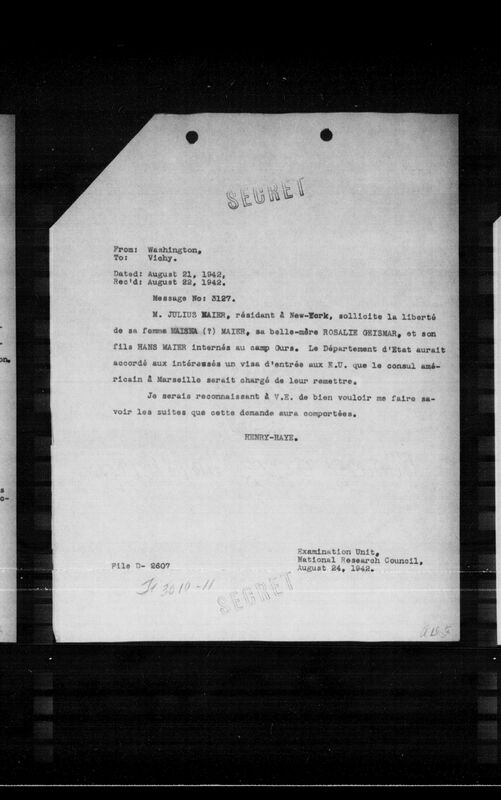 SECRET
From: Washington,
To: Vichy.
Dated: August 21, 1942,
Rec'd: August 22, 1942.
Message No: 3127.
M. JULIUS MAIER, résidant à New-York, sollicite la liberté
de sa femme MAISNA (?) MAIER, sa belle-mère ROSALIE GEISMAR, et son
fils HANS MAIER internés au camp Gurs. Le Département d'Etat aurait
accordé aux intéressés un visa d'entrée aux E.U. que le consul amé-
ricain à Marseille serait chargé de leur remettre.
Je serais reconnaissant à V.E. de bien vouloir me faire sa-
voir les suites que cette demande aura comportées.
HENRY-HAYE.
Examination Unit,
National Research Council,
August 24, 1942.
File D- 2607
SECRET
on.
s
o-